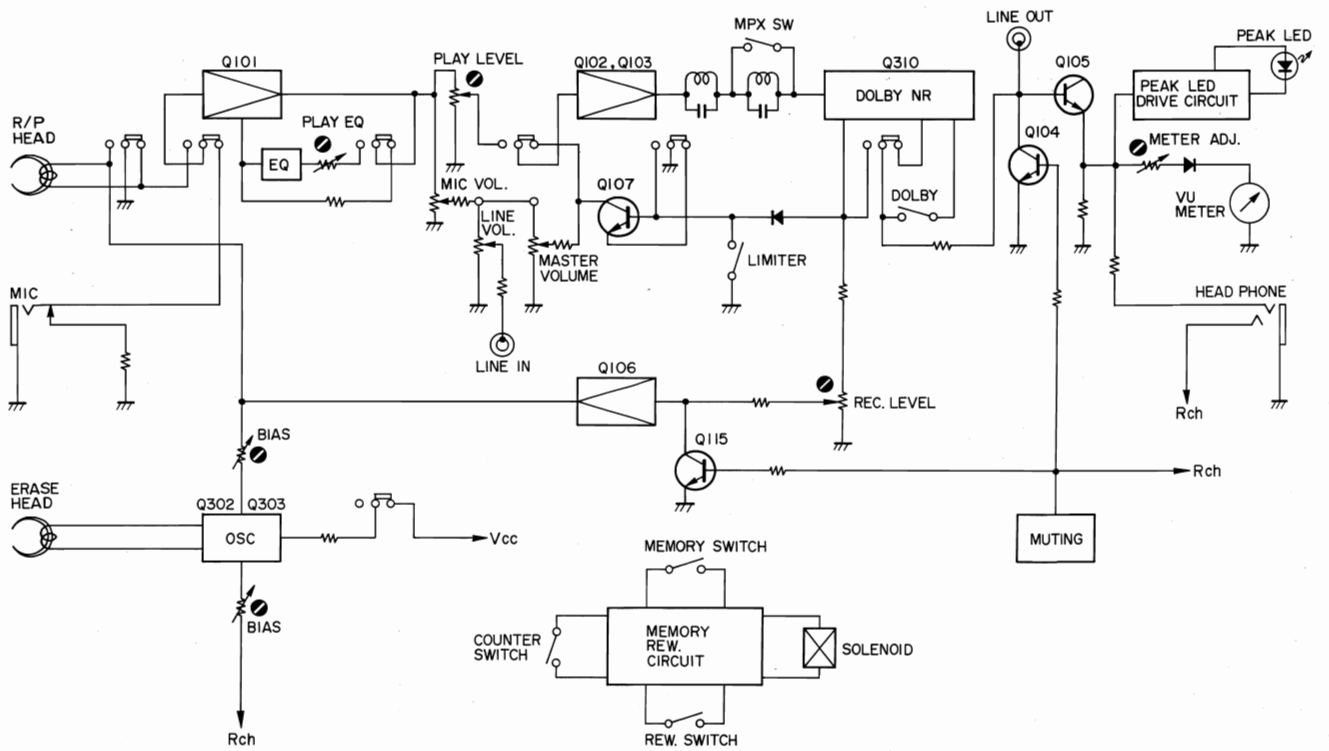 LINE OUT
MPX SW
PEAK LED
Q101
PLAY LEVEL
Q102, Q103
Q310
Q105
DOLBY NR
PEAK LED
DRIVE CIRCUIT
R/P
HEAD
PLAY EQ
EQ
Q104
METER ADJ.
MIC VOL.
Q107
DOLBY
VU
METER
LINE
VOL.
MASTER
VOLUME
LIMITER
MIC
HEAD PHONE
LINE IN
Q106
REC. LEVEL
Rch
BIAS
Q115
Rch
ERASE
HEAD
Q302 Q303
OSC
Vcc
MUTING
MEMORY SWITCH
BIAS
COUNTER
SWITCH
MEMORY
REW.
CIRCUIT
SOLENOID
Rch
REW. SWITCH